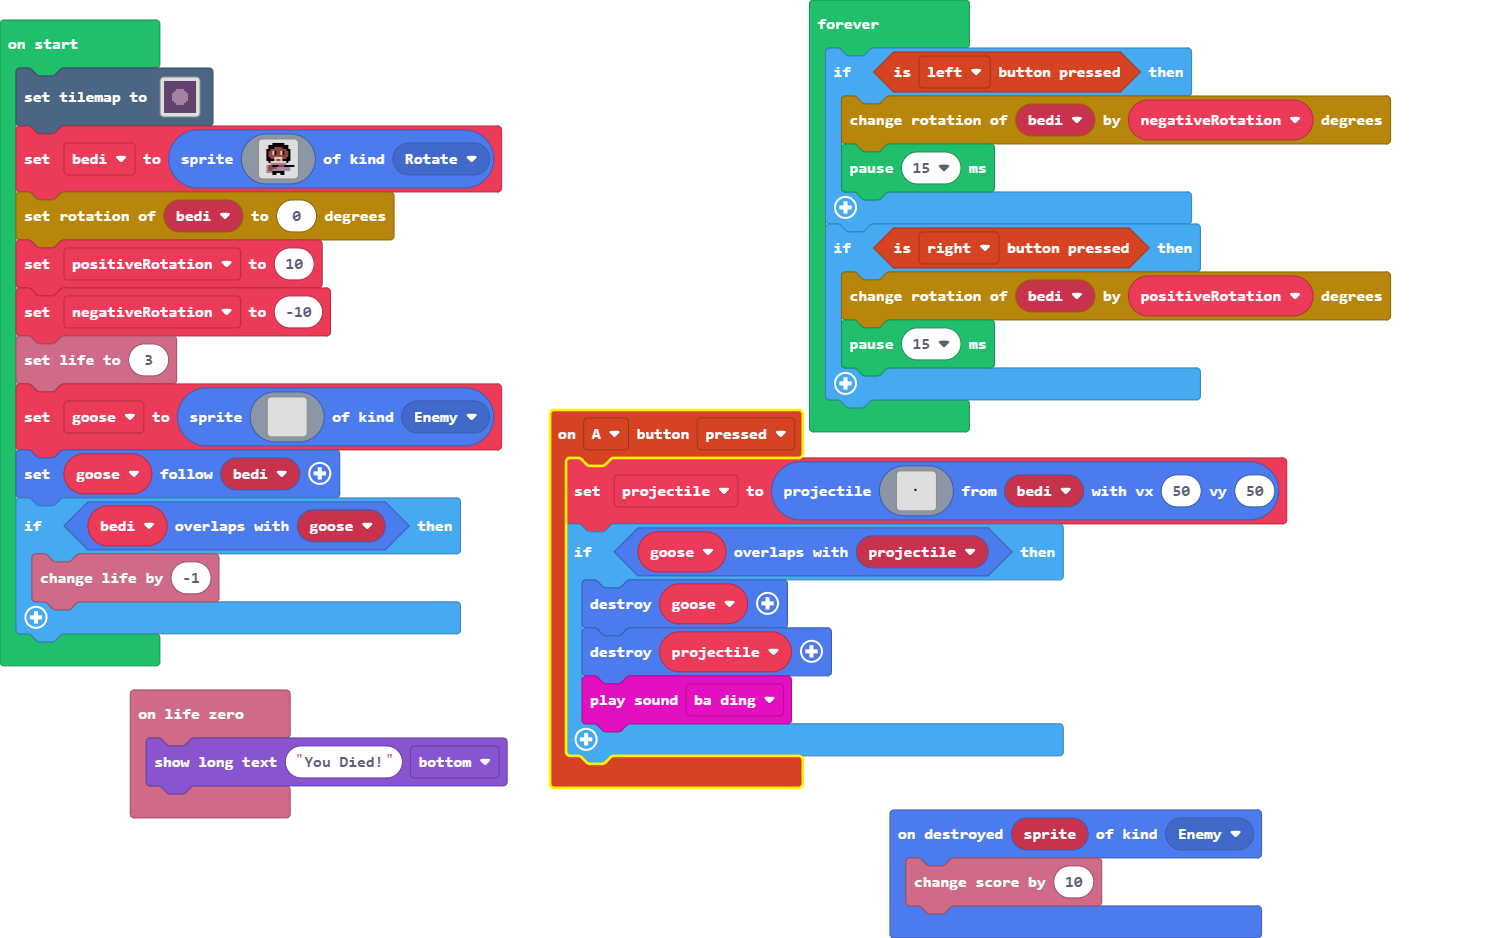 on start
set tilemap to
set bedi to sprite of kind Rotate
set rotation of bedi to 0 degrees
set positiveRotation to 10
set negativeRotation to -10
set life to 3
set goose to sprite of kind Enemy
set goose follow bedi
if bedi overlaps with goose then
change life by -1
on life zero
show long text "You Died!" bottom
forever
if is left button pressed then
change rotation of bedi by negativeRotation degrees
pause 15 ms
if is right button pressed then
change rotation of bedi by positiveRotation degrees
pause 15 ms
on A button pressed
set projectile to projectile from bedi with vx 50 vy 50
if goose overlaps with projectile then
destroy goose
destroy projectile
play sound ba ding
on destroyed sprite of kind Enemy
change score by 10